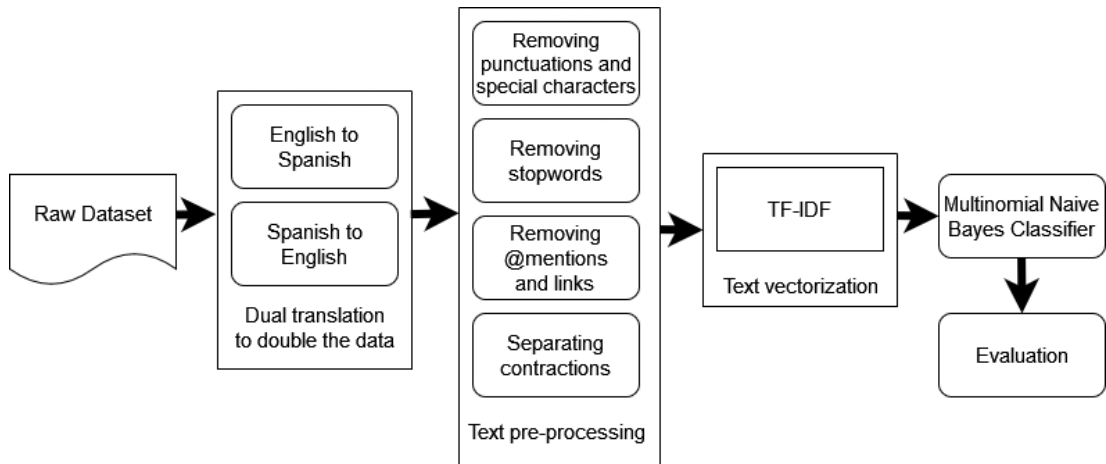 Raw Dataset
English to
Spanish
Spanish to
English
Dual translation
to double the data
Removing
punctuations and
special characters
Removing
stopwords
Removing
@mentions
and links
Separating
contractions
Text pre-processing
TF-IDF
Text vectorization
Multinomial Naive
Bayes Classifier
Evaluation